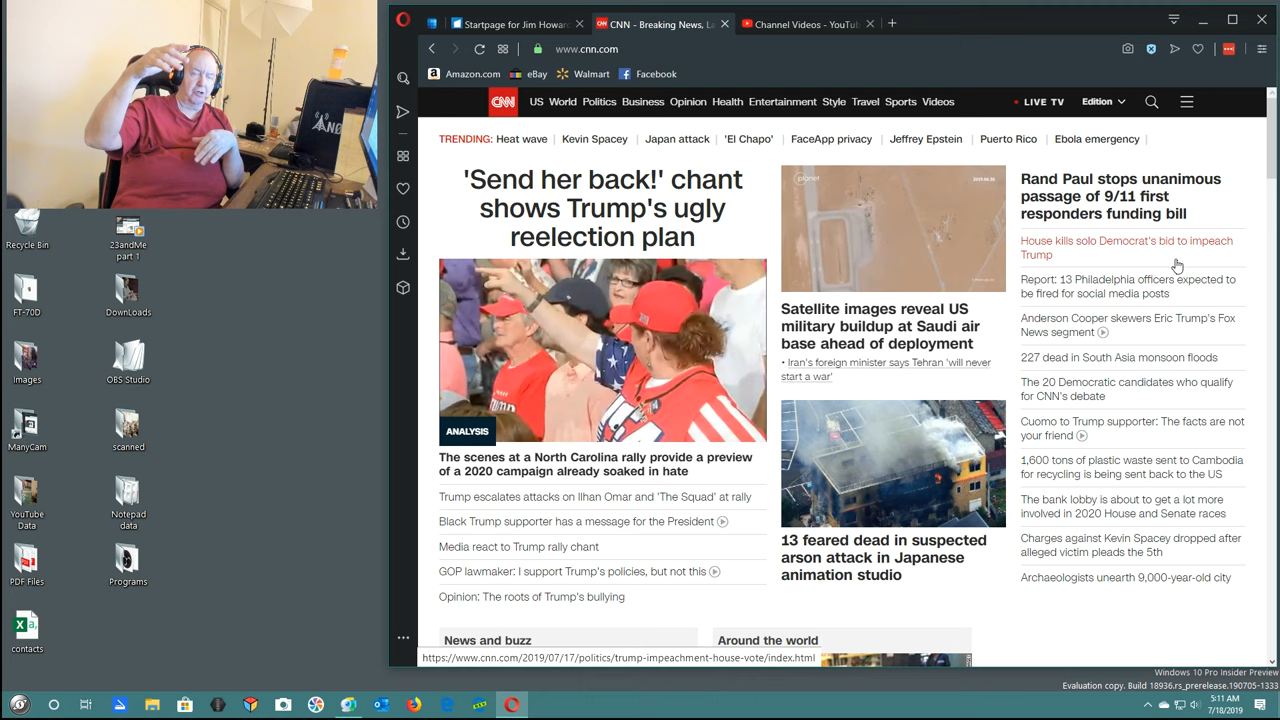 Startpage for Jim Howard
CNN - Breaking News, La
Channel Videos - YouTub
www.cnn.com
Amazon.com eBay Walmart Facebook
CNN US World Politics Business Opinion Health Entertainment Style Travel Sports Videos LIVE TV Edition
TRENDING: Heat wave Kevin Spacey Japan attack 'El Chapo' FaceApp privacy Jeffrey Epstein Puerto Rico Ebola emergency
'Send her back!' chant
shows Trump's ugly
reelection plan
ANALYSIS
The scenes at a North Carolina rally provide a preview
of a 2020 campaign already soaked in hate
Trump escalates attacks on Ilhan Omar and 'The Squad' at rally
Black Trump supporter has a message for the President
Media react to Trump rally chant
GOP lawmaker: I support Trump's policies, but not this
Opinion: The roots of Trump's bullying
planet
Satellite images reveal US
military buildup at Saudi air
base ahead of deployment
• Iran's foreign minister says Tehran 'will never
start a war'
13 feared dead in suspected
arson attack in Japanese
animation studio
Rand Paul stops unanimous
passage of 9/11 first
responders funding bill
House kills solo Democrat's bid to impeach
Trump
Report: 13 Philadelphia officers expected to
be fired for social media posts
Anderson Cooper skewers Eric Trump's Fox
News segment
227 dead in South Asia monsoon floods
The 20 Democratic candidates who qualify
for CNN's debate
Cuomo to Trump supporter: The facts are not
your friend
1,600 tons of plastic waste sent to Cambodia
for recycling is being sent back to the US
The bank lobby is about to get a lot more
involved in 2020 House and Senate races
Charges against Kevin Spacey dropped after
alleged victim pleads the 5th
Archaeologists unearth 9,000-year-old city
News and buzz
Around the world
https://www.cnn.com/2019/07/17/politics/trump-impeachment-house-vote/index.html
Recycle Bin
23andMe
part 1
FT-70D
DownLoads
Images
OBS Studio
ManyCam
scanned
YouTube
Data
Notepad
data
PDF Files
Programs
contacts
Windows 10 Pro Insider Preview
Evaluation copy. Build 18936.rs_prerelease.190705-1333
5:11 AM
7/18/2019